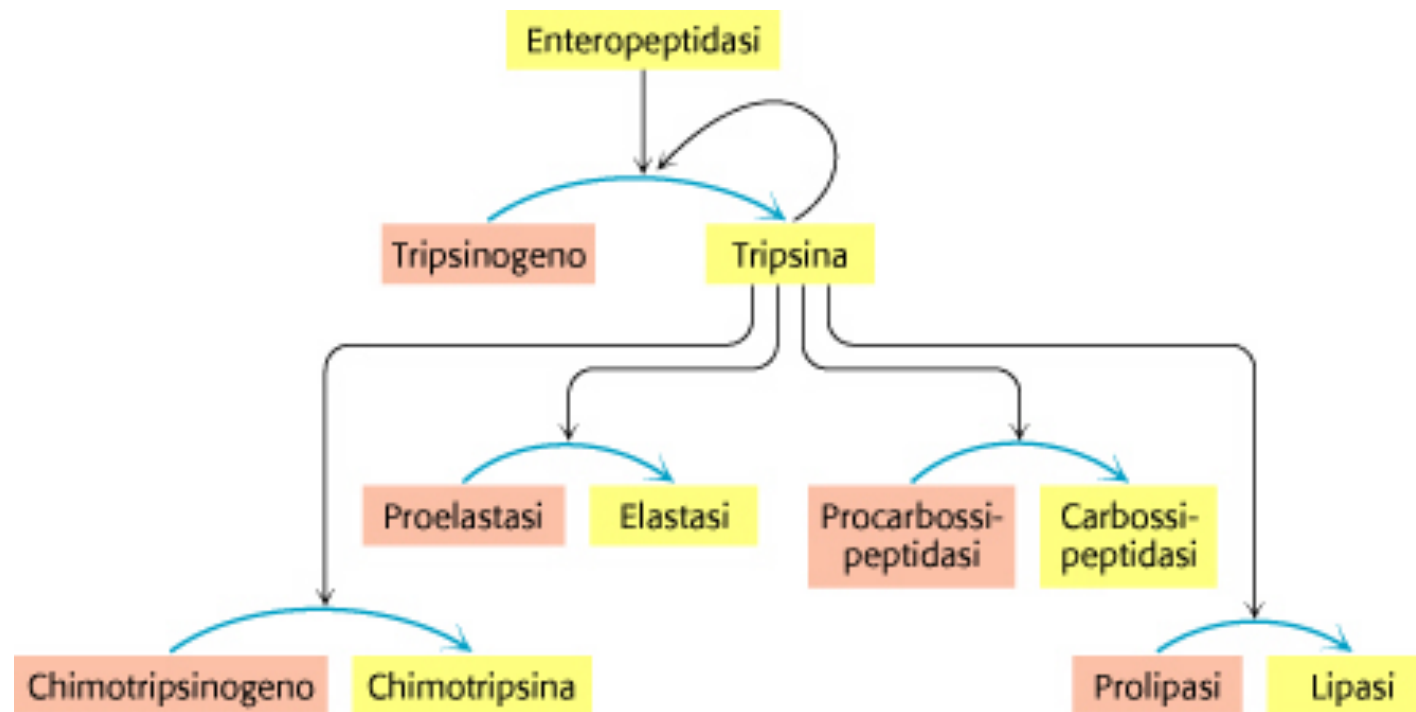 Enteropeptidasi
Tripsinogeno
Tripsina
Proelastasi
Elastasi
Procarbossi-
peptidasi
Carbossi-
peptidasi
Chimotripsinogeno
Chimotripsina
Prolipasi
Lipasi